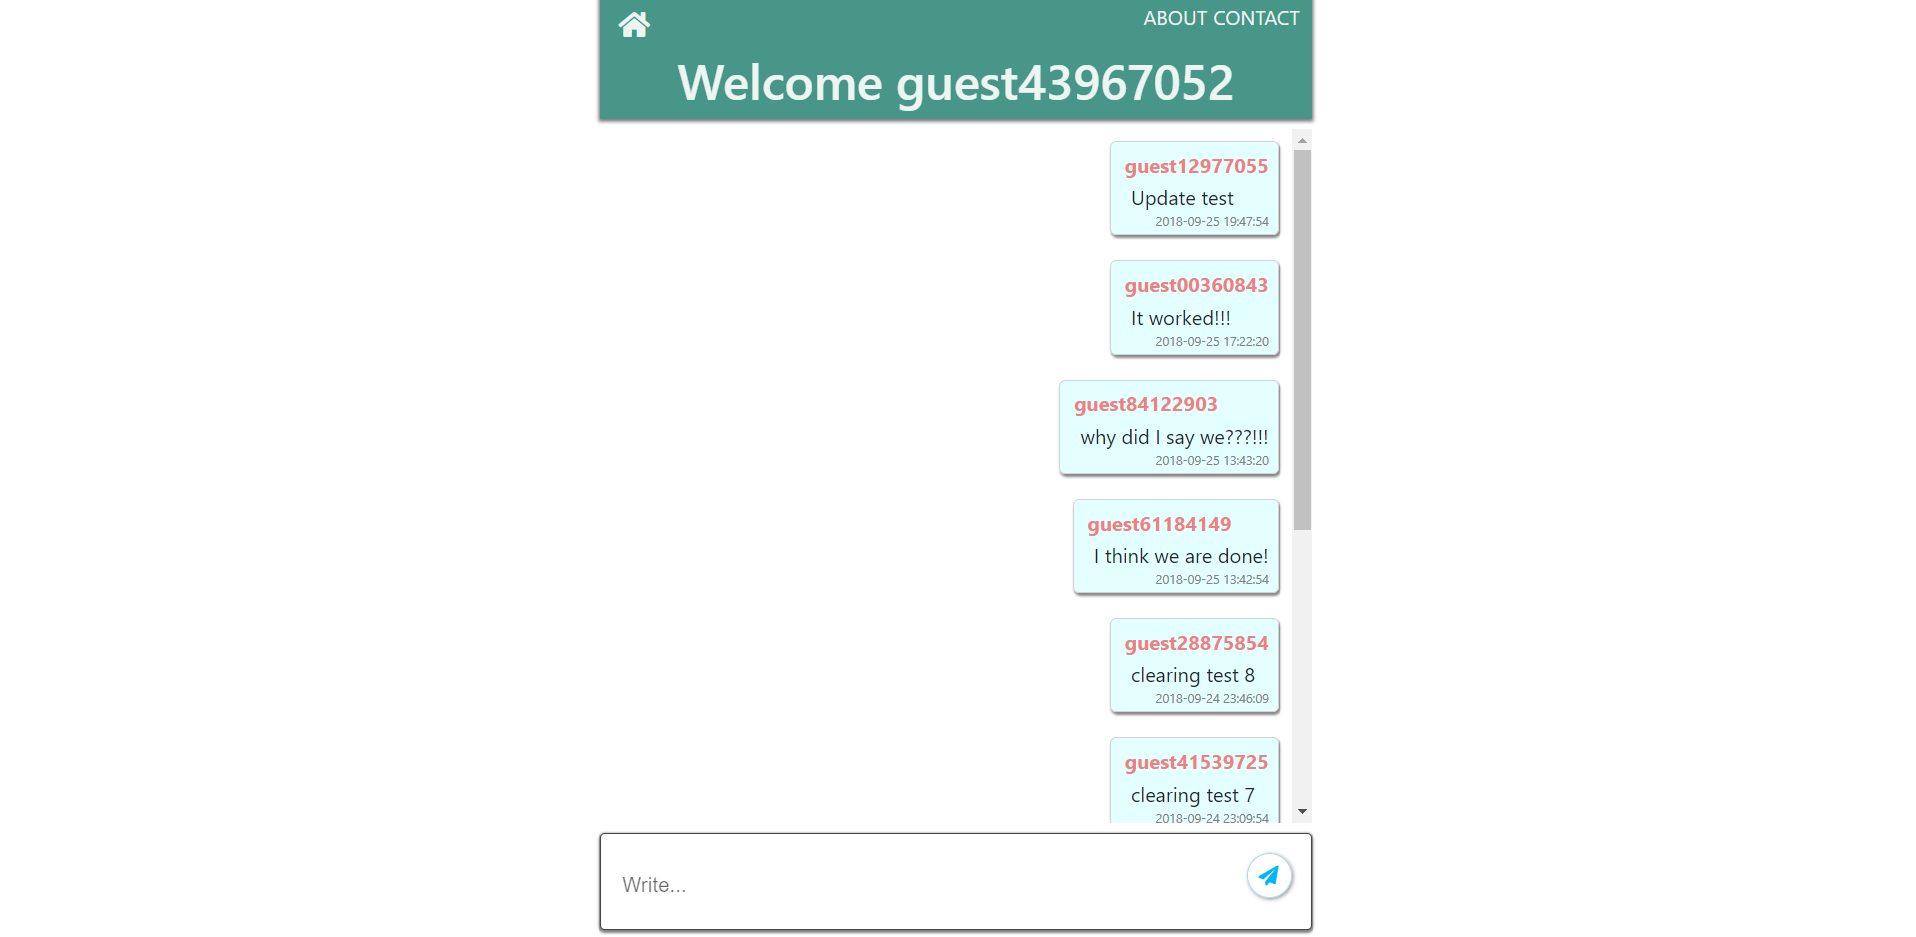 ABOUT CONTACT
Welcome guest43967052
guest12977055
Update test
2018-09-25 19:47:54
guest00360843
It worked!!!
2018-09-25 17:22:20
guest84122903
why did I say we???!!!
2018-09-25 13:43:20
guest61184149
I think we are done!
2018-09-25 13:42:54
guest28875854
clearing test 8
2018-09-24 23:46:09
guest41539725
clearing test 7
2018-09-24 23:09:54
Write...